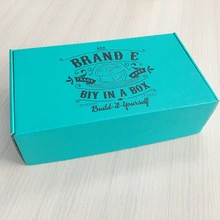 BRAND E
BIY IN A BOX
Build-it-Yourself